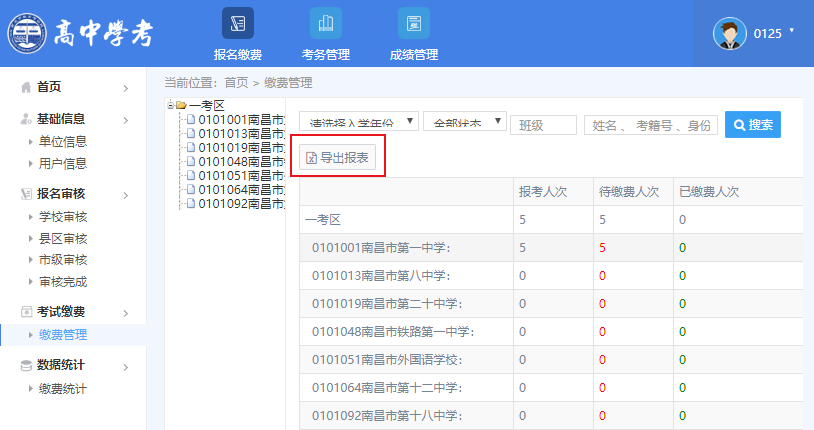 高中学考
报名缴费
考务管理
成绩管理
0125
首页
基础信息
单位信息
用户信息
报名审核
学校审核
县区审核
市级审核
审核完成
考试缴费
缴费管理
数据统计
缴费统计
当前位置：首页 > 缴费管理
一考区
0101001南昌市
0101013南昌市
0101019南昌市
0101048南昌市
0101051南昌市
0101064南昌市
0101092南昌市
请选择入学年份
全部状态
班级
姓名 、 考籍号 、身份
搜索
导出报表
报考人次 待缴费人次 已缴费人次
一考区 5 5 0
0101001南昌市第一中学： 5 5 0
0101013南昌市第八中学： 0 0 0
0101019南昌市第二十中学： 0 0 0
0101048南昌市铁路第一中学： 0 0 0
0101051南昌市外国语学校： 0 0 0
0101064南昌市第十二中学： 0 0 0
0101092南昌市第十八中学： 0 0 0